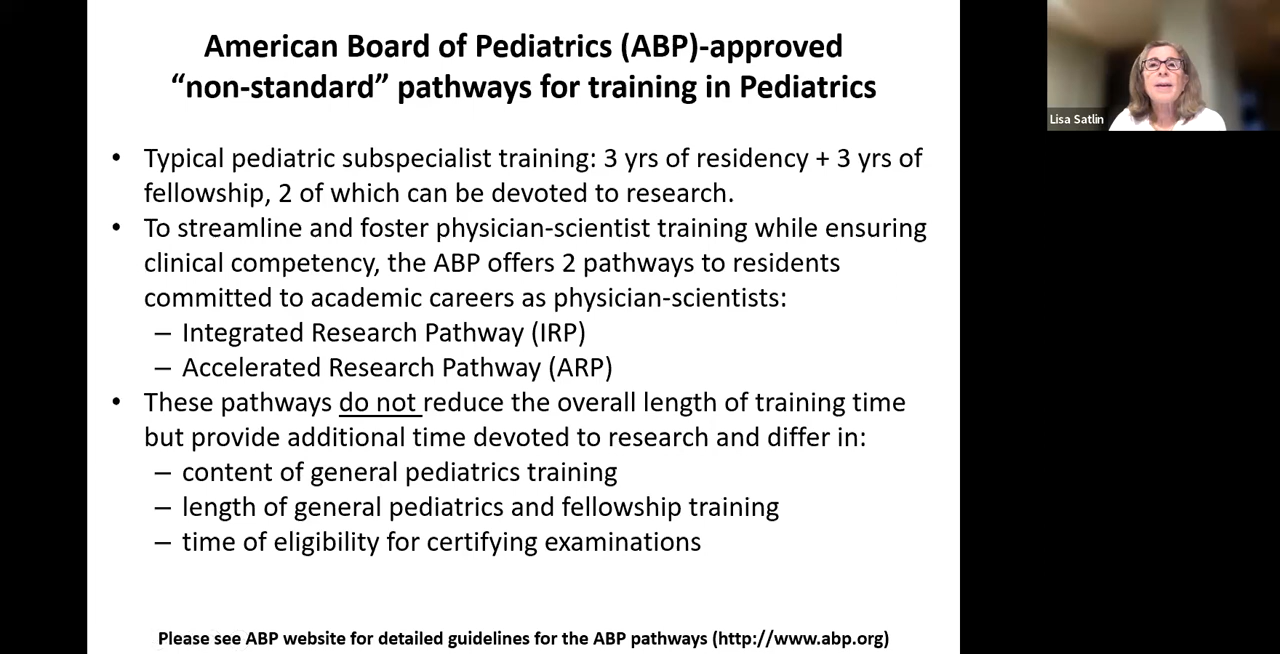 American Board of Pediatrics (ABP)-approved
“non-standard” pathways for training in Pediatrics
• Typical pediatric subspecialist training: 3 yrs of residency + 3 yrs of
fellowship, 2 of which can be devoted to research.
• To streamline and foster physician-scientist training while ensuring
clinical competency, the ABP offers 2 pathways to residents
committed to academic careers as physician-scientists:
– Integrated Research Pathway (IRP)
– Accelerated Research Pathway (ARP)
• These pathways do not reduce the overall length of training time
but provide additional time devoted to research and differ in:
– content of general pediatrics training
– length of general pediatrics and fellowship training
– time of eligibility for certifying examinations
Please see ABP website for detailed guidelines for the ABP pathways (http://www.abp.org)
Lisa Satlin